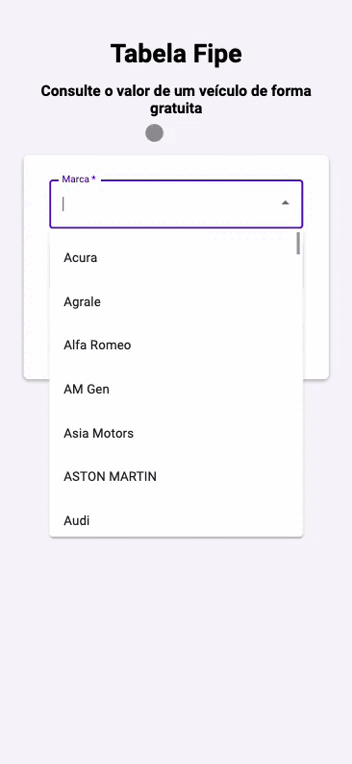 Tabela Fipe
Consulte o valor de um veículo de forma
gratuita
Marca *
Acura
Agrale
Alfa Romeo
AM Gen
Asia Motors
ASTON MARTIN
Audi